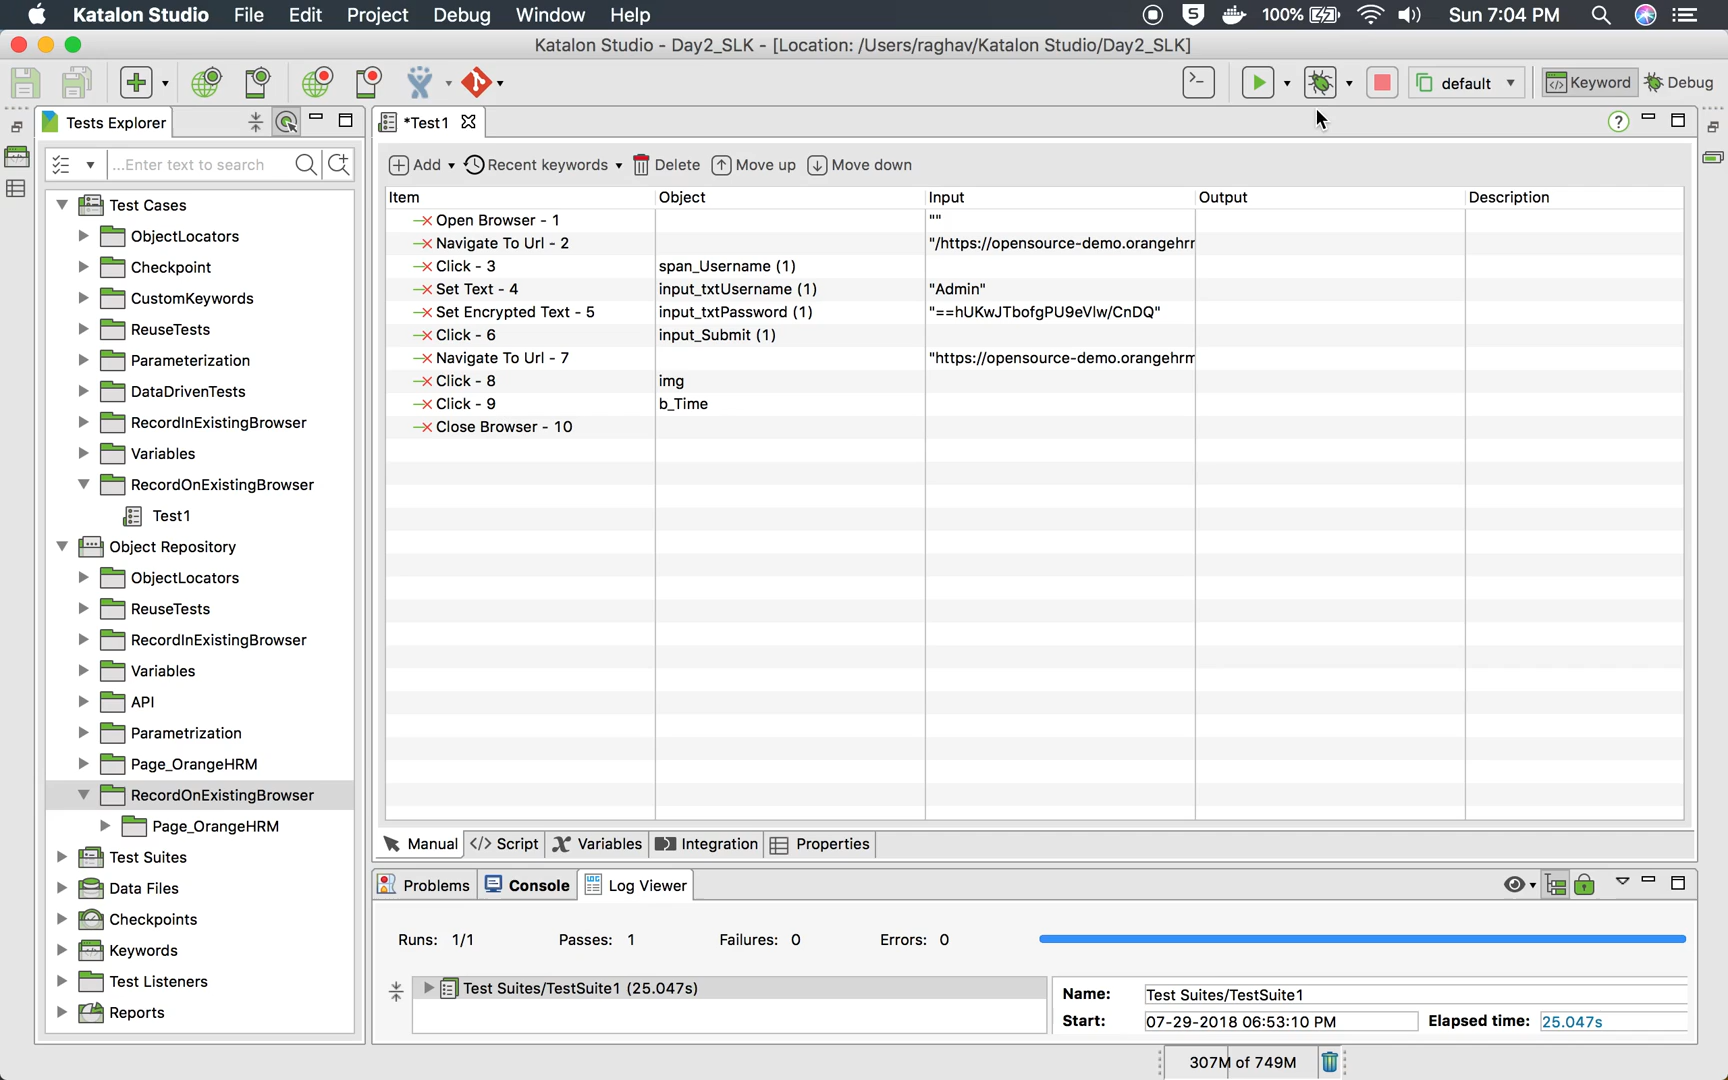 Katalon Studio File Edit Project Debug Window Help 100% Sun 7:04 PM
Katalon Studio - Day2_SLK - [Location: /Users/raghav/Katalon Studio/Day2_SLK]
default Keyword Debug
Tests Explorer
...Enter text to search
Test Cases
ObjectLocators
Checkpoint
CustomKeywords
ReuseTests
Parameterization
DataDrivenTests
RecordInExistingBrowser
Variables
RecordOnExistingBrowser
Test1
Object Repository
ObjectLocators
ReuseTests
RecordInExistingBrowser
Variables
API
Parametrization
Page_OrangeHRM
RecordOnExistingBrowser
Page_OrangeHRM
Test Suites
Data Files
Checkpoints
Keywords
Test Listeners
Reports
*Test1
Add Recent keywords Delete Move up Move down
Item Object Input Output Description
Open Browser - 1 ""
Navigate To Url - 2 "/https://opensource-demo.orangehrr
Click - 3 span_Username (1)
Set Text - 4 input_txtUsername (1) "Admin"
Set Encrypted Text - 5 input_txtPassword (1) "==hUKwJTbofgPU9eVlw/CnDQ"
Click - 6 input_Submit (1)
Navigate To Url - 7 "https://opensource-demo.orangehrm
Click - 8 img
Click - 9 b_Time
Close Browser - 10
Manual </> Script Variables Integration Properties
Problems Console Log Viewer
Runs: 1/1 Passes: 1 Failures: 0 Errors: 0
Test Suites/TestSuite1 (25.047s)
Name: Test Suites/TestSuite1
Start: 07-29-2018 06:53:10 PM Elapsed time: 25.047s
307M of 749M